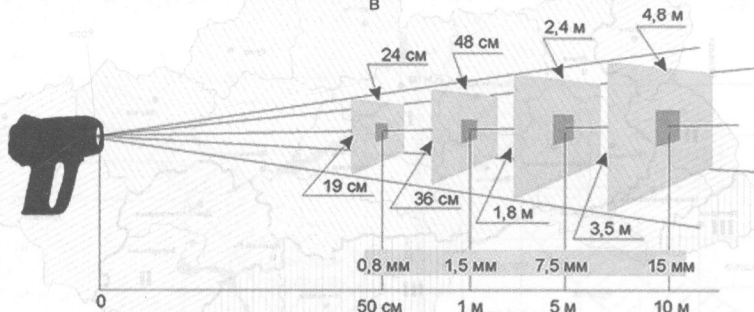 в
24 см
48 см
2,4 м
4,8 м
19 см
36 см
1,8 м
3,5 м
0,8 мм 1,5 мм 7,5 мм 15 мм
0 50 см 1 м 5 м 10 м